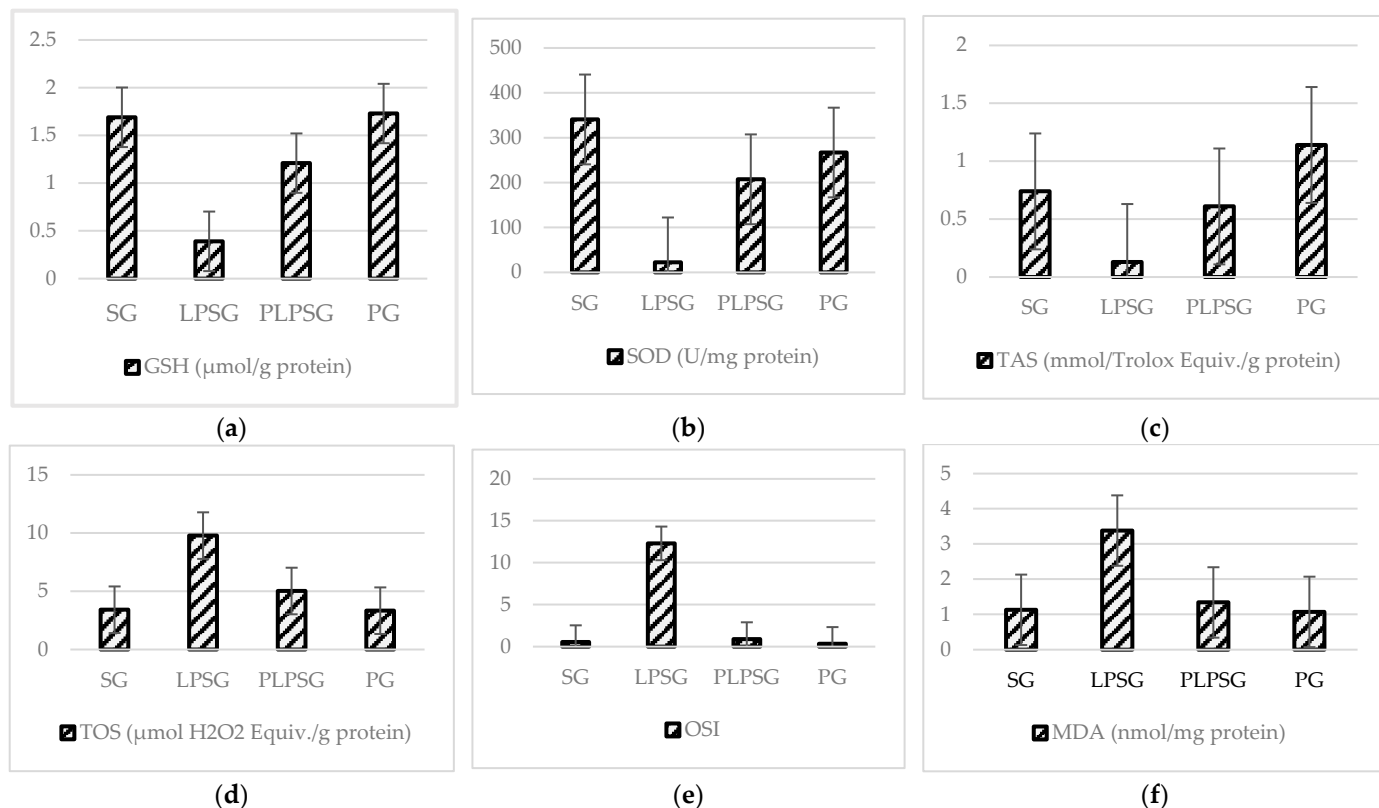 2.5
2
1.5
1
0.5
0
SG LPSG PLPSG PG
GSH (μmol/g protein)
(a)
500
400
300
200
100
0
SG LPSG PLPSG PG
SOD (U/mg protein)
(b)
2
1.5
1
0.5
0
SG LPSG PLPSG PG
TAS (mmol/Trolox Equiv./g protein)
(c)
15
10
5
0
SG LPSG PLPSG PG
TOS (μmol H2O2 Equiv./g protein)
(d)
20
15
10
5
0
SG LPSG PLPSG PG
OSI
(e)
5
4
3
2
1
0
SG LPSG PLPSG PG
MDA (nmol/mg protein)
(f)